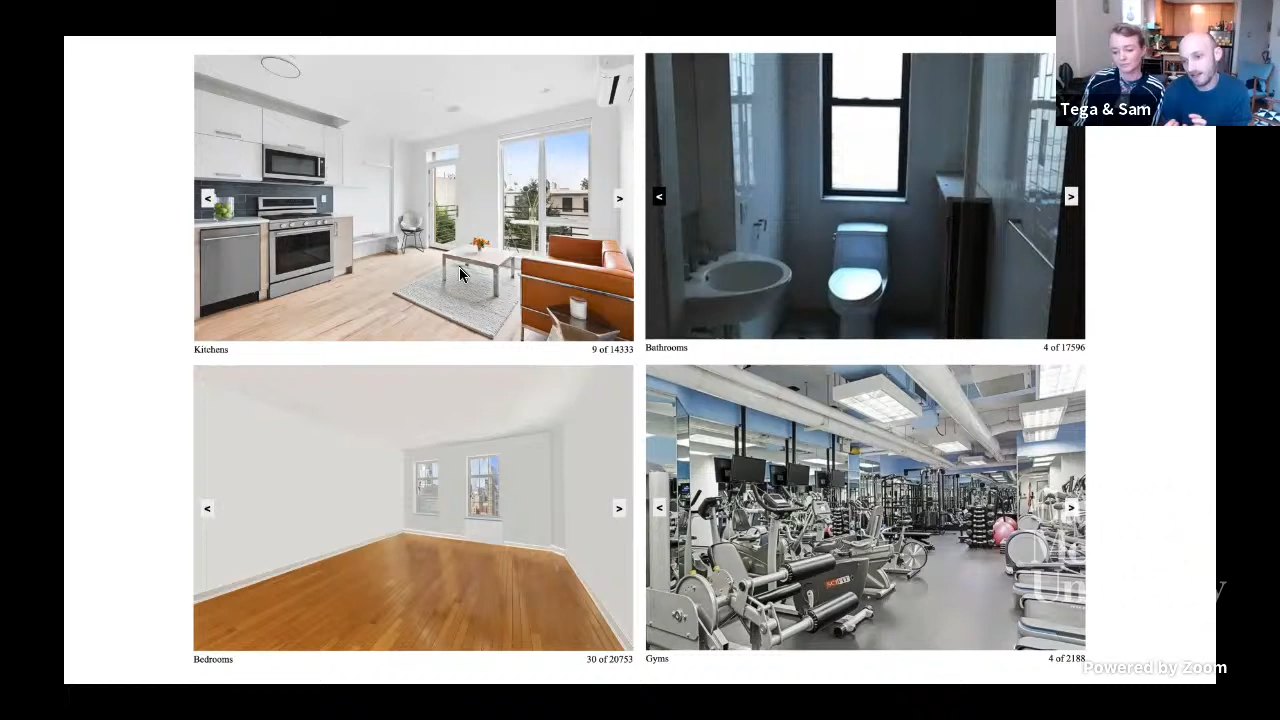 Tega & Sam
<
>
<
>
Kitchens
9 of 14333
Bathrooms
4 of 17596
<
>
<
>
Bedrooms
30 of 20753
Gyms
4 of 2188
Powered by Zoom